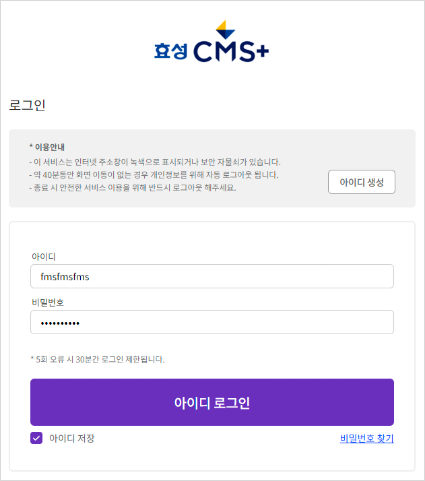 효성 CMS+
로그인
* 이용안내
- 이 서비스는 인터넷 주소창이 녹색으로 표시되거나 보안 자물쇠가 있습니다.
- 약 40분동안 화면 이동이 없는 경우 개인정보를 위해 자동 로그아웃 됩니다.
- 종료 시 안전한 서비스 이용을 위해 반드시 로그아웃 해주세요.
아이디 생성
아이디
fmsfmsfms
비밀번호
••••••••••
* 5회 오류 시 30분간 로그인 제한됩니다.
아이디 로그인
아이디 저장
비밀번호 찾기